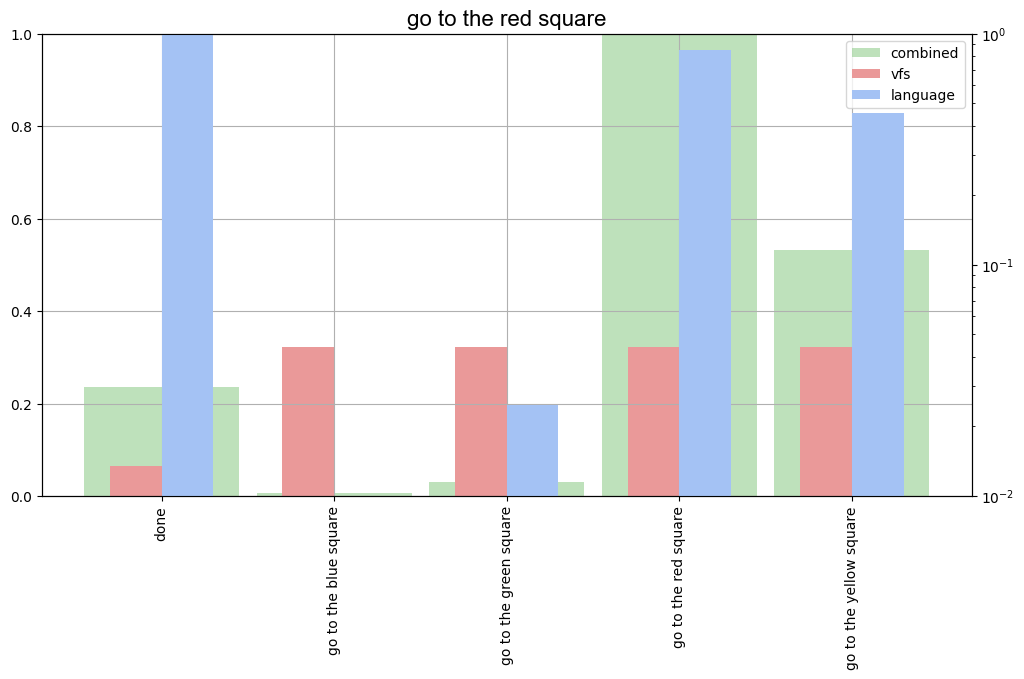 go to the red square
combined
vfs
language
1.0
0.8
0.6
0.4
0.2
0.0
10⁰
10⁻¹
10⁻²
done
go to the blue square
go to the green square
go to the red square
go to the yellow square